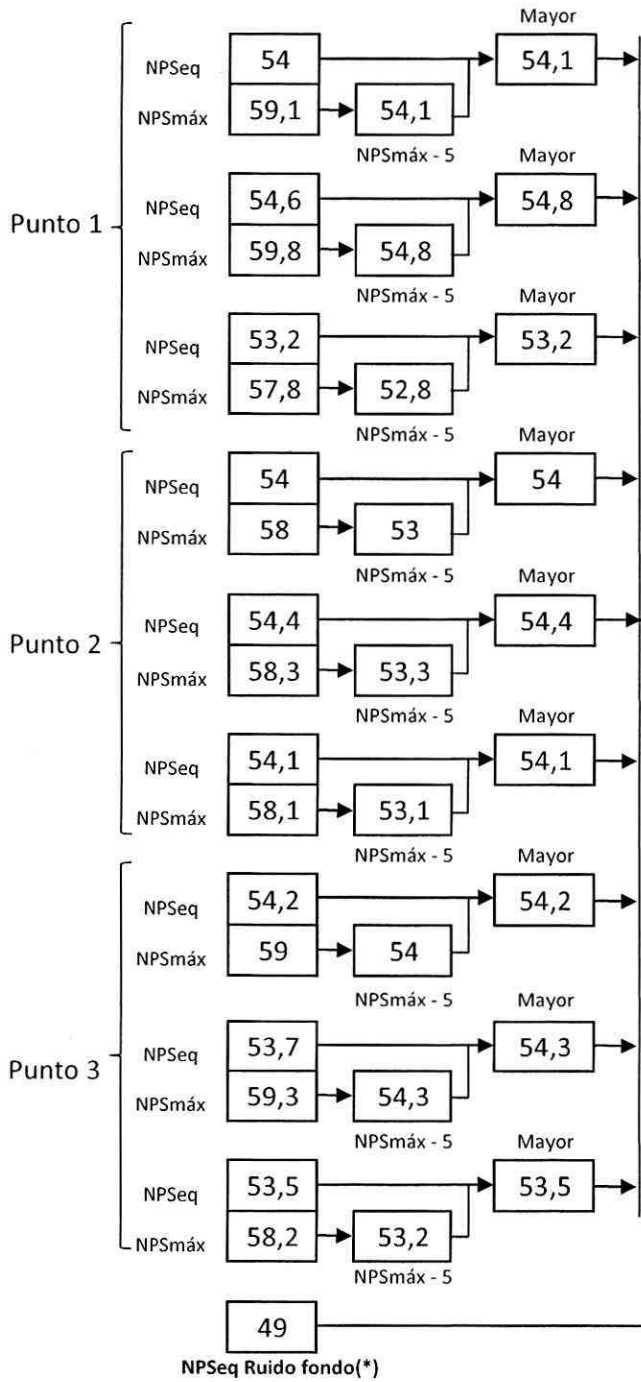 Mayor
NPSeq 54 54,1
NPSmáx 59,1 54,1
NPSmáx - 5
Mayor
NPSeq 54,6 54,8
Punto 1
NPSmáx 59,8 54,8
NPSmáx - 5
Mayor
NPSeq 53,2 53,2
NPSmáx 57,8 52,8
NPSmáx - 5
Mayor
NPSeq 54 54
NPSmáx 58 53
NPSmáx - 5
Mayor
NPSeq 54,4 54,4
Punto 2
NPSmáx 58,3 53,3
NPSmáx - 5
Mayor
NPSeq 54,1 54,1
NPSmáx 58,1 53,1
NPSmáx - 5
Mayor
NPSeq 54,2 54,2
NPSmáx 59 54
NPSmáx - 5
Mayor
NPSeq 53,7 54,3
Punto 3
NPSmáx 59,3 54,3
NPSmáx - 5
Mayor
NPSeq 53,5 53,5
NPSmáx 58,2 53,2
NPSmáx - 5
49
NPSeq Ruido fondo(*)